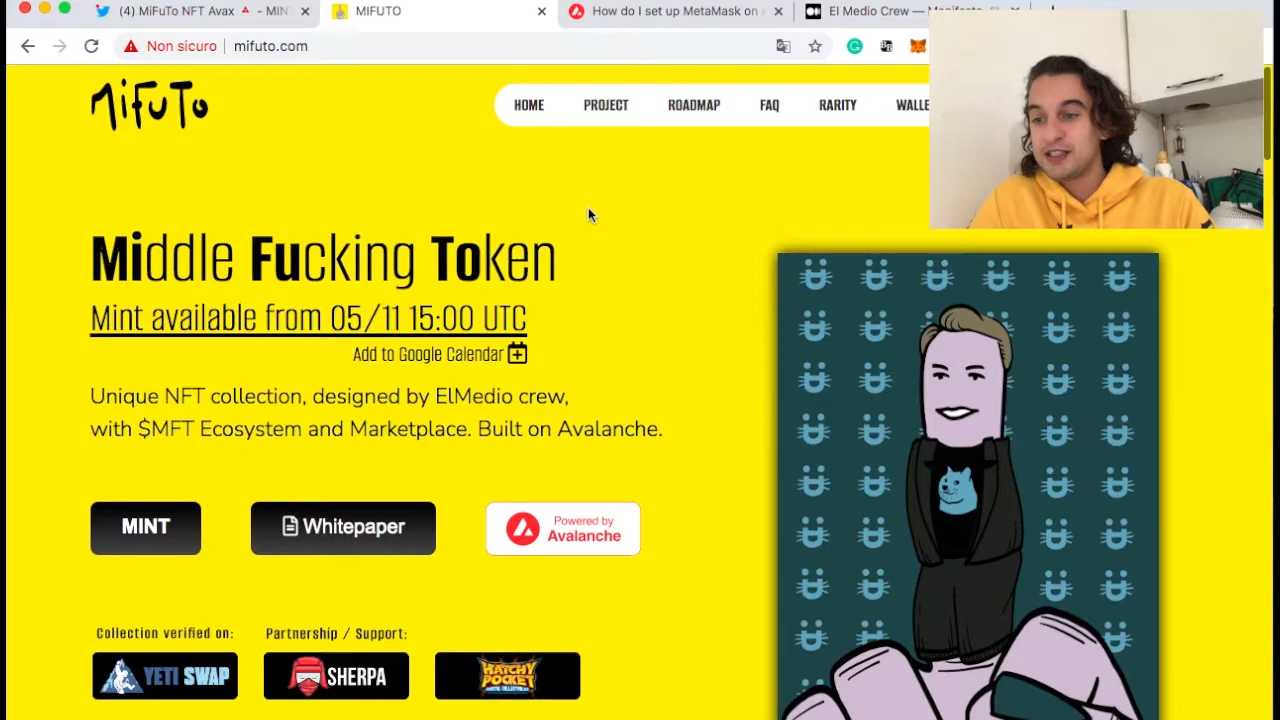 (4) MiFuTo NFT Avax 🔺 - MIN
MIFUTO
How do I set up MetaMask on
El Medio Crew — Manifesto
Non sicuro
mifuto.com
MiFuTo
HOME
PROJECT
ROADMAP
FAQ
RARITY
WALLE
Middle Fucking Token
Mint available from 05/11 15:00 UTC
Add to Google Calendar
Unique NFT collection, designed by ElMedio crew,
with $MFT Ecosystem and Marketplace. Built on Avalanche.
MINT
Whitepaper
Powered by
Avalanche
Collection verified on:
Partnership / Support:
YETI SWAP
SHERPA
HATCHY
POCKET